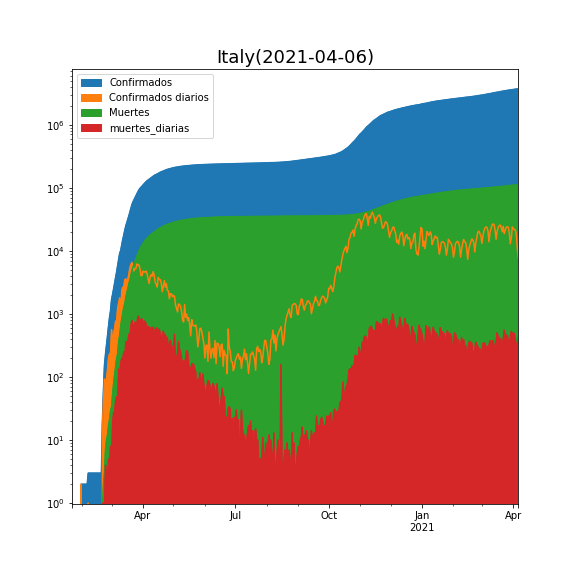 Italy(2021-04-06)
Confirmados
Confirmados diarios
Muertes
muertes_diarias
10⁶
10⁵
10⁴
10³
10²
10¹
10⁰
Apr Jul Oct Jan Apr
2021